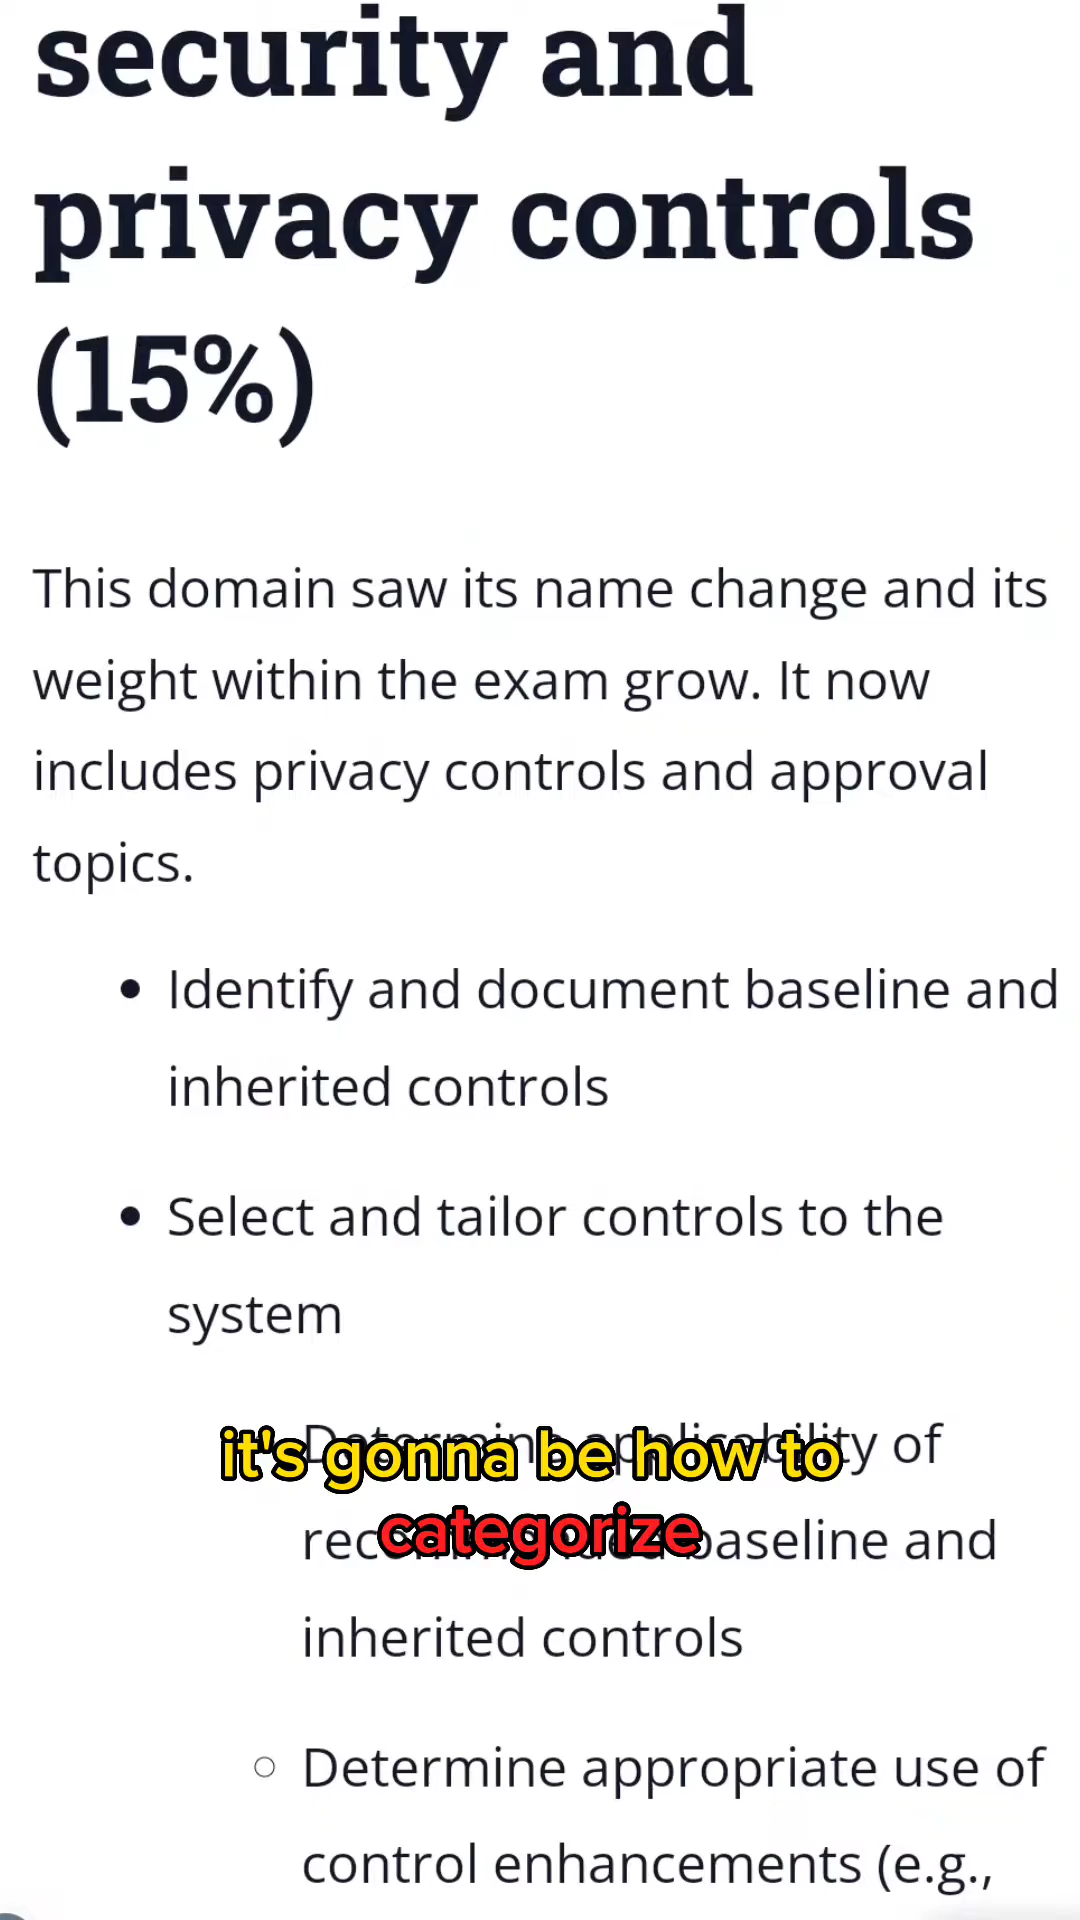 security and
privacy controls
(15%)
This domain saw its name change and its
weight within the exam grow. It now
includes privacy controls and approval
topics.
• Identify and document baseline and
inherited controls
• Select and tailor controls to the
system
Determine applicability of
it's gonna be how to
baseline and
categorize
inherited controls
○ Determine appropriate use of
control enhancements (e.g.,